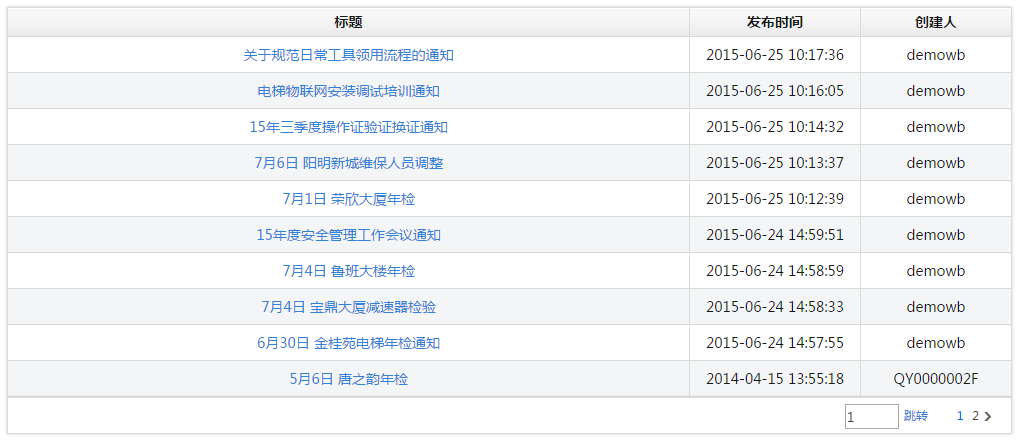 标题 发布时间 创建人
关于规范日常工具领用流程的通知 2015-06-25 10:17:36 demowb
电梯物联网安装调试培训通知 2015-06-25 10:16:05 demowb
15年三季度操作证验证换证通知 2015-06-25 10:14:32 demowb
7月6日 阳明新城维保人员调整 2015-06-25 10:13:37 demowb
7月1日 荣欣大厦年检 2015-06-25 10:12:39 demowb
15年度安全管理工作会议通知 2015-06-24 14:59:51 demowb
7月4日 鲁班大楼年检 2015-06-24 14:58:59 demowb
7月4日 宝鼎大厦减速器检验 2015-06-24 14:58:33 demowb
6月30日 金桂苑电梯年检通知 2015-06-24 14:57:55 demowb
5月6日 唐之韵年检 2014-04-15 13:55:18 QY0000002F
1 跳转 1 2